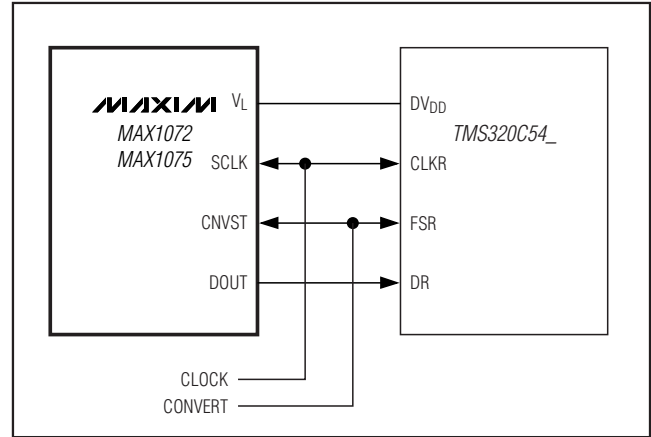 MAXIM
MAX1072
MAX1075
VL
SCLK
CNVST
DOUT
DVDD
TMS320C54_
CLKR
FSR
DR
CLOCK
CONVERT